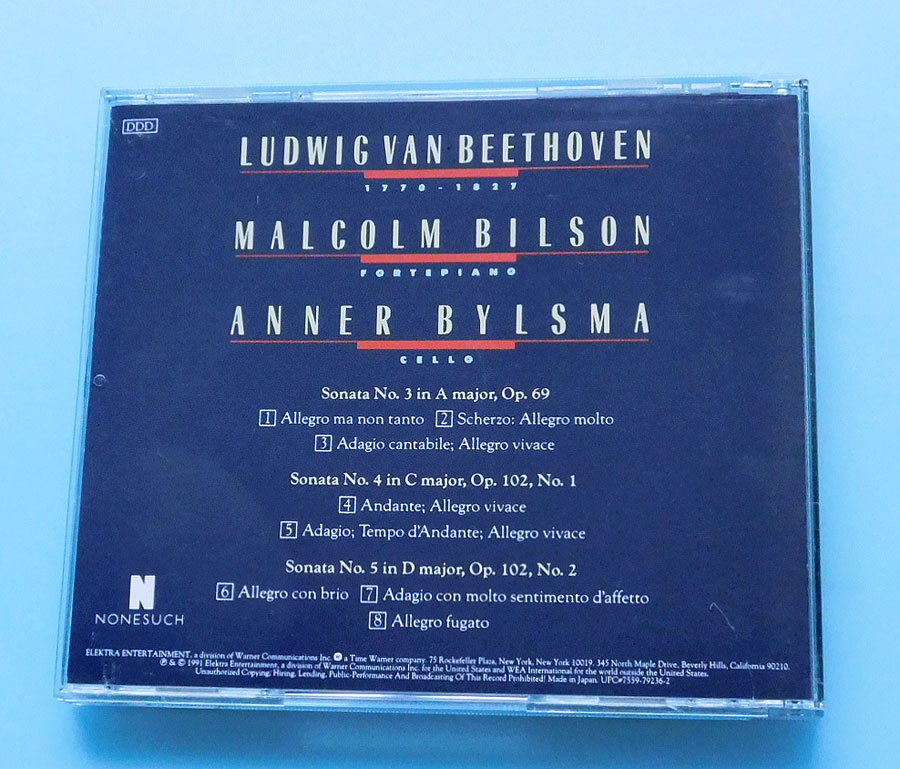 DDD
LUDWIG VAN BEETHOVEN
1770-1827
MALCOLM BILSON
FORTEPIANO
ANNER BYLSMA
CELLO
Sonata No. 3 in A major, Op. 69
1 Allegro ma non tanto 2 Scherzo: Allegro molto
3 Adagio cantabile; Allegro vivace
Sonata No. 4 in C major, Op. 102, No. 1
4 Andante; Allegro vivace
5 Adagio; Tempo d'Andante; Allegro vivace
Sonata No. 5 in D major, Op. 102, No. 2
6 Allegro con brio 7 Adagio con molto sentimento d'affetto
8 Allegro fugato
N
NONESUCH
ELEKTRA ENTERTAINMENT, a division of Warner Communications Inc. a Time Warner company. 75 Rockefeller Plaza, New York, New York 10019. 345 North Maple Drive, Beverly Hills, California 90210.
℗ & © 1991 Elektra Entertainment, a division of Warner Communications Inc. for the United States and WEA International for the world outside the United States.
Unauthorized Copying, Hiring, Lending, Public-Performance And Broadcasting Of This Record Prohibited! Made in Japan. UPC#7559-79236-2